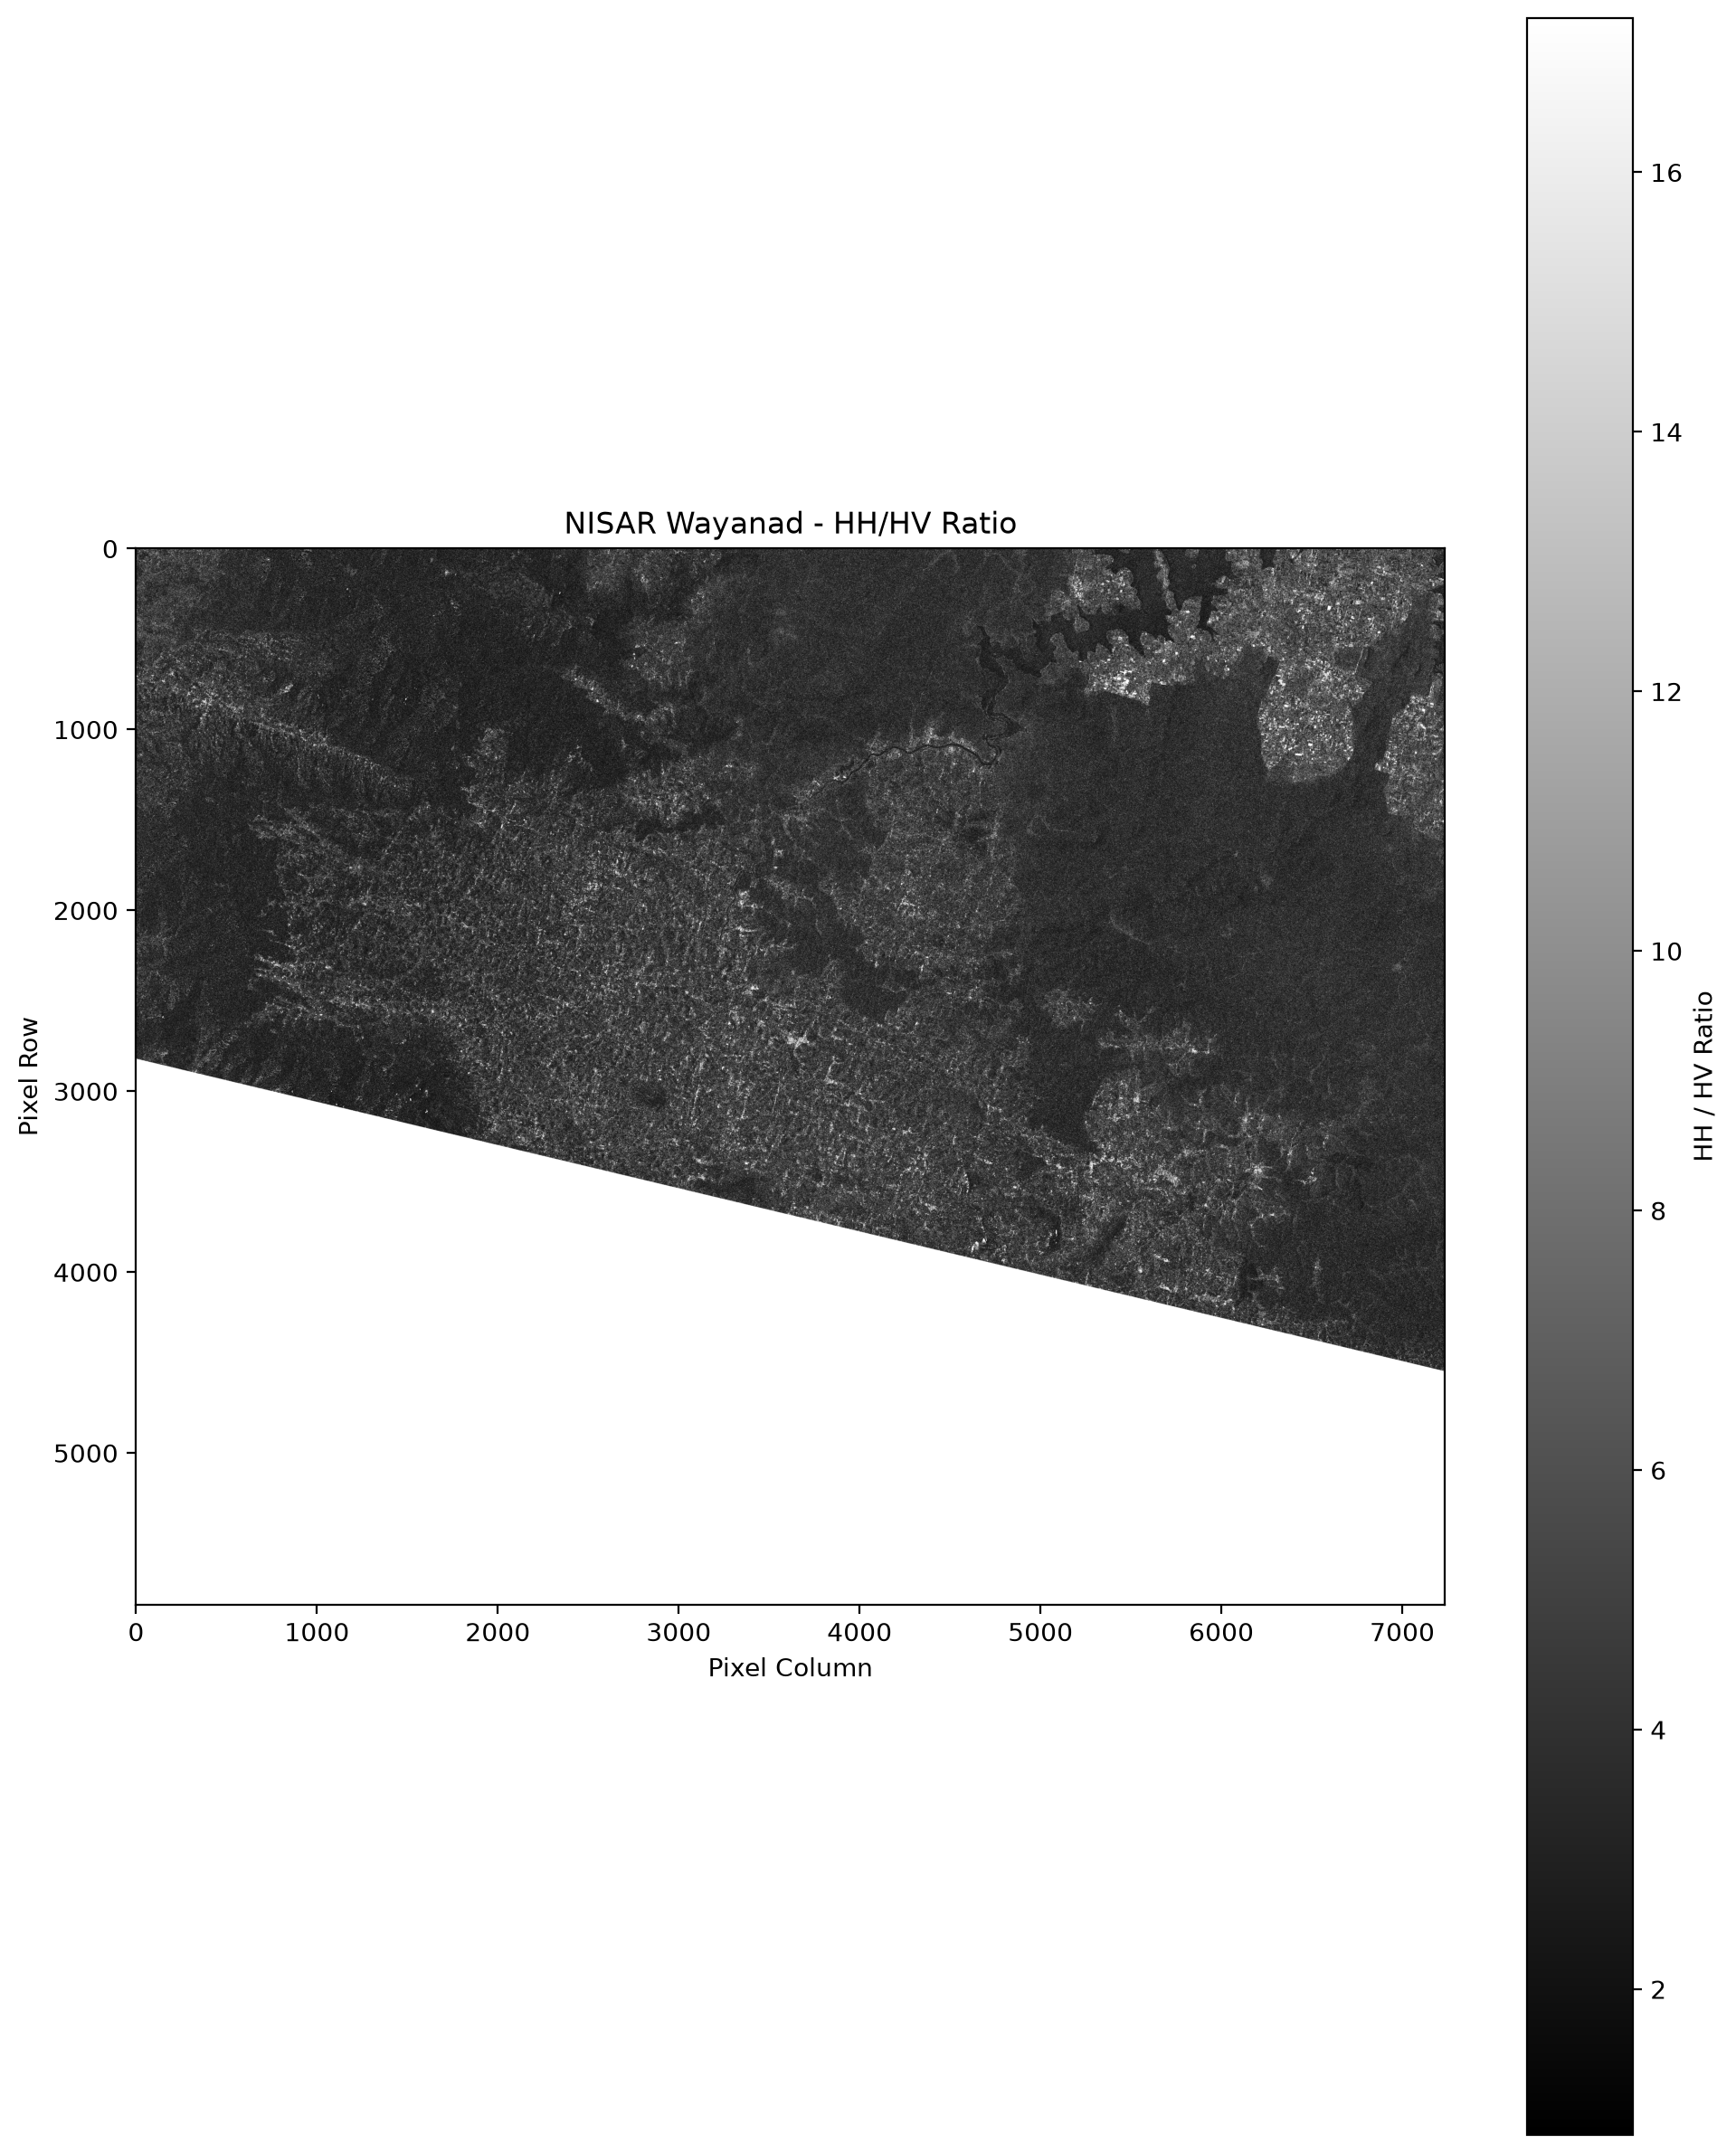 NISAR Wayanad - HH/HV Ratio
0
1000
2000
3000
4000
5000
Pixel Row
0 1000 2000 3000 4000 5000 6000 7000
Pixel Column
16
14
12
10
8
6
4
2
HH / HV Ratio